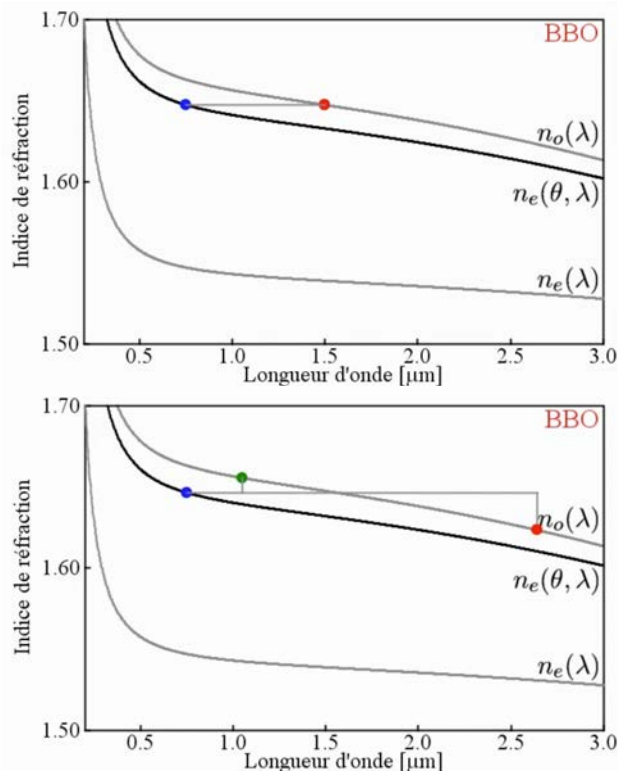 1.70
BBO
Indice de réfraction
n_o(λ)
1.60
n_e(θ, λ)
n_e(λ)
1.50
0.5 1.0 1.5 2.0 2.5 3.0
Longueur d'onde [µm]
1.70
BBO
Indice de réfraction
n_o(λ)
1.60
n_e(θ, λ)
n_e(λ)
1.50
0.5 1.0 1.5 2.0 2.5 3.0
Longueur d'onde [µm]